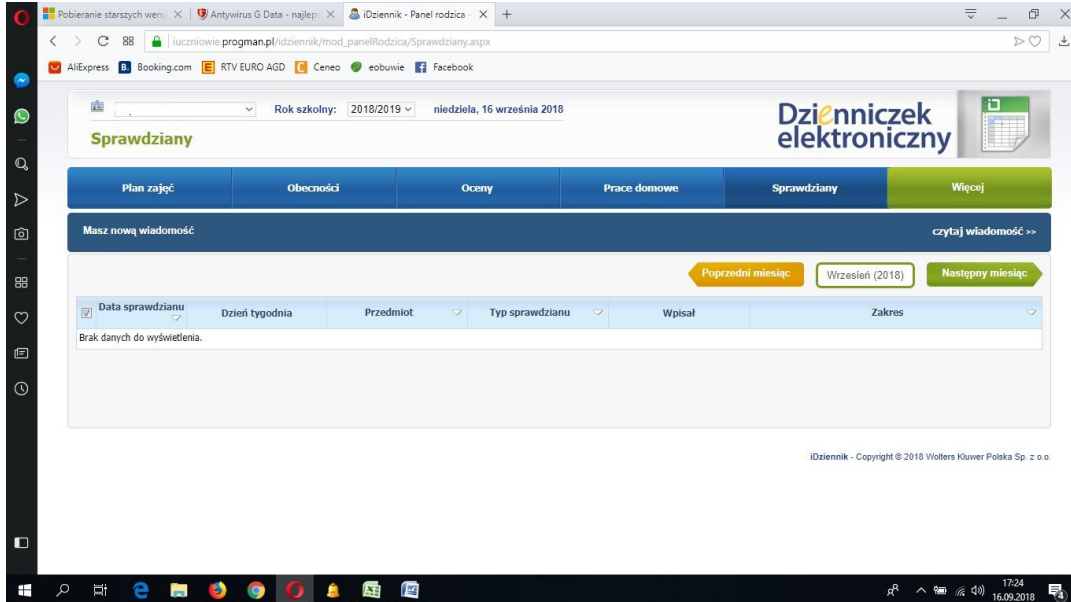 Pobieranie starszych wersj
Antywirus G Data - najleps
iDziennik - Panel rodzica -
iuczniowie.progman.pl/idziennik/mod_panelRodzica/Sprawdziany.aspx
AliExpress B. Booking.com E RTV EURO AGD C Ceneo eobuwie f Facebook
Rok szkolny: 2018/2019 niedziela, 16 września 2018
Sprawdziany
Dzienniczek
elektroniczny
Plan zajęć Obecności Oceny Prace domowe Sprawdziany Więcej
Masz nową wiadomość czytaj wiadomość >>
Poprzedni miesiąc Wrzesień (2018) Następny miesiąc
Data sprawdzianu Dzień tygodnia Przedmiot Typ sprawdzianu Wpisał Zakres
Brak danych do wyświetlenia.
iDziennik - Copyright © 2018 Wolters Kluwer Polska Sp. z o.o.
17:24
16.09.2018
4